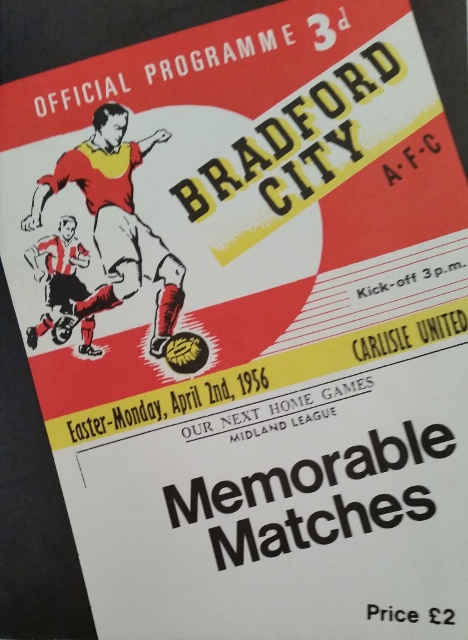 OFFICIAL PROGRAMME 3d
BRADFORD
CITY
A·F·C
Kick-off 3 p.m.
CARLISLE UNITED
Easter-Monday, April 2nd, 1956
OUR NEXT HOME GAMES
MIDLAND LEAGUE
Memorable
Matches
Price £2